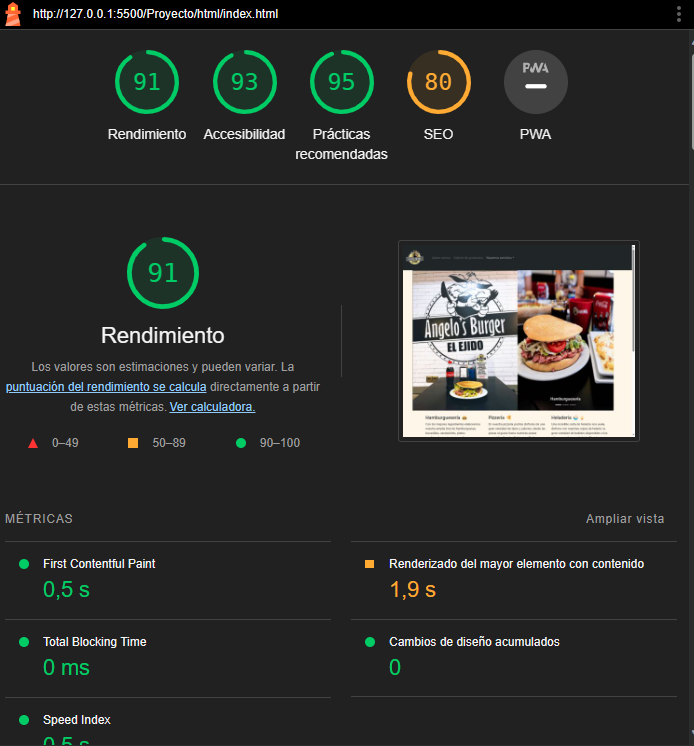 http://127.0.0.1:5500/Proyecto/html/index.html
91
93
95
80
PWA
Rendimiento
Accesibilidad
Prácticas
recomendadas
SEO
PWA
91
Rendimiento
Los valores son estimaciones y pueden variar. La
puntuación del rendimiento se calcula directamente a partir
de estas métricas. Ver calculadora.
0–49
50–89
90–100
Angelo's Burger
EL EJIDO
Hamburguesería
Hamburguesería
Pizzería
Heladería
MÉTRICAS
Ampliar vista
First Contentful Paint
0,5 s
Renderizado del mayor elemento con contenido
1,9 s
Total Blocking Time
0 ms
Cambios de diseño acumulados
0
Speed Index
0,5 s